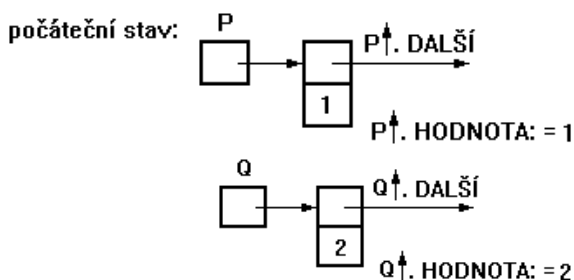 počáteční stav:
P
P↑. DALŠÍ
1
P↑. HODNOTA: = 1
Q
Q↑. DALŠÍ
2
Q↑. HODNOTA: = 2